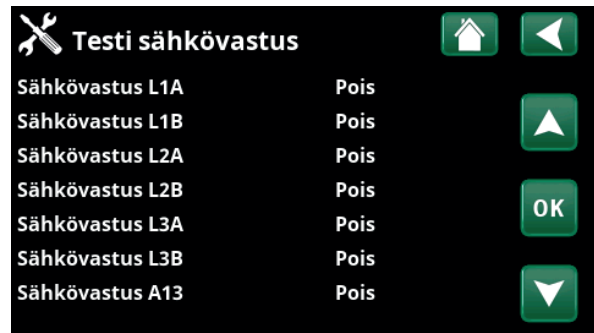 Testi sähkövastus
Sähkövastus L1A Pois
Sähkövastus L1B Pois
Sähkövastus L2A Pois
Sähkövastus L2B Pois
Sähkövastus L3A Pois
Sähkövastus L3B Pois
Sähkövastus A13 Pois
OK